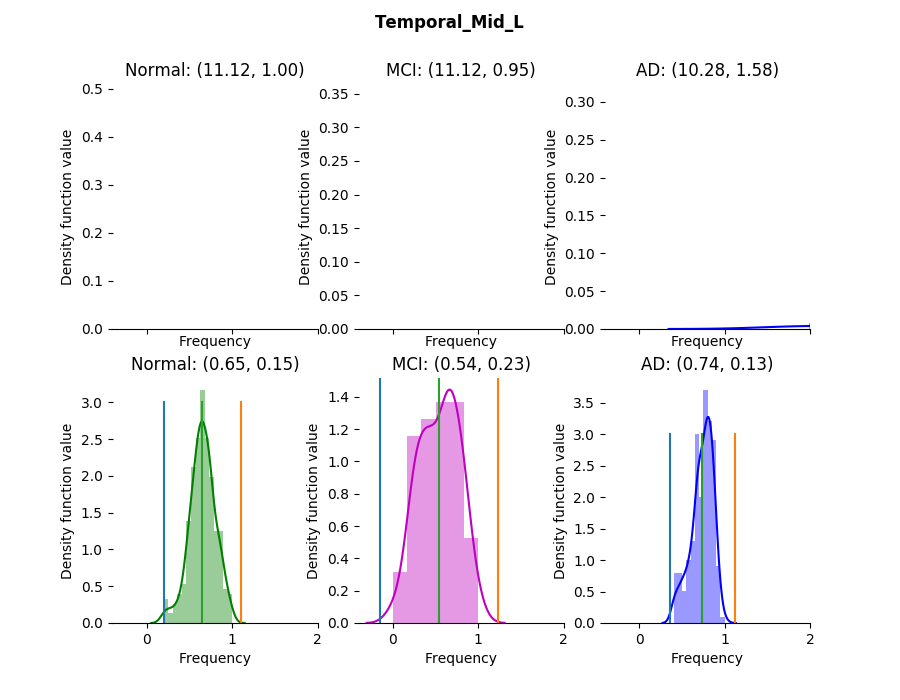 Temporal_Mid_L
Normal: (11.12, 1.00)
MCI: (11.12, 0.95)
AD: (10.28, 1.58)
Density function value
0.5
0.4
0.3
0.2
0.1
0.0
Frequency
Density function value
0.35
0.30
0.25
0.20
0.15
0.10
0.05
0.00
Frequency
Density function value
0.30
0.25
0.20
0.15
0.10
0.05
0.00
Frequency
Normal: (0.65, 0.15)
MCI: (0.54, 0.23)
AD: (0.74, 0.13)
Density function value
3.0
2.5
2.0
1.5
1.0
0.5
0.0
0 1 2
Frequency
Density function value
1.4
1.2
1.0
0.8
0.6
0.4
0.2
0.0
0 1 2
Frequency
Density function value
3.5
3.0
2.5
2.0
1.5
1.0
0.5
0.0
0 1 2
Frequency